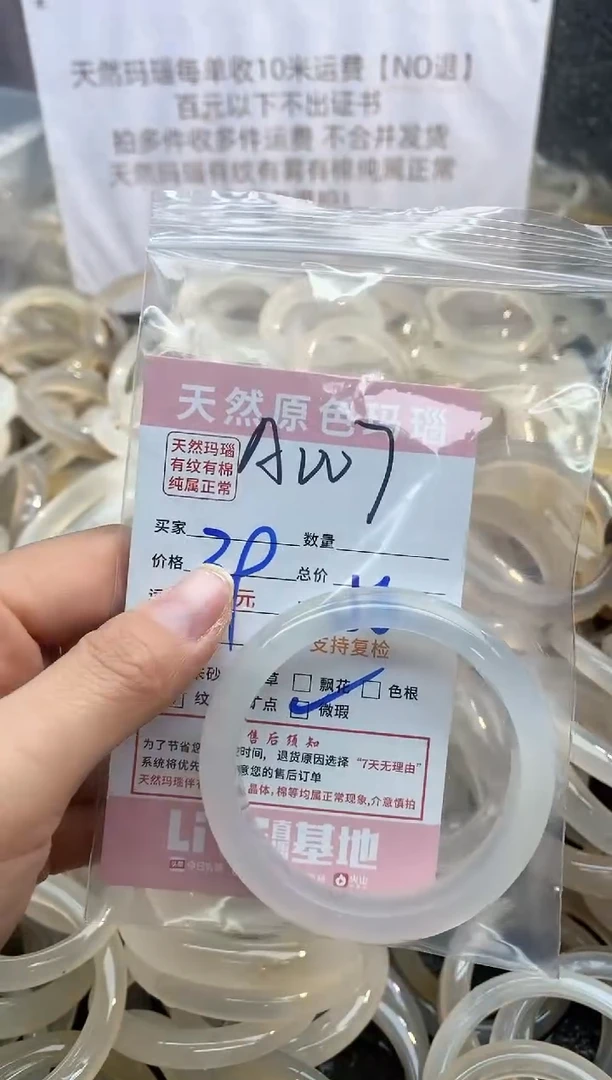 天然玛瑙每单收10米运费【NO退】
百元以下不出证书
拍多件收多件运费 不合并发货
天然玛瑙有纹有雾有棉纯属正常
天然原色玛瑙
天然玛瑙
有纹有棉
纯属正常
AW7
买家 数量
价格 总价
元
支持复检
飘花 色根
纹 矿点 微瑕
售后须知
为了节省您 时间，退货原因选择“7天无理由”
系统将优先 您的售后订单
天然玛瑙伴 晶体,棉等均属正常现象,介意慎拍
基地
火山